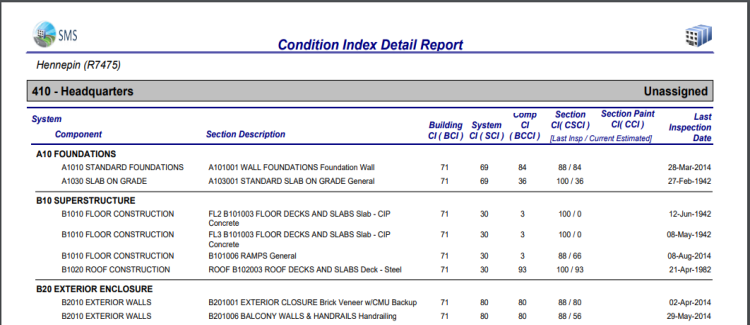 SMS
Condition Index Detail Report
Hennepin (R7475)
410 - Headquarters Unassigned
System Building CI ( BCI ) System CI ( SCI ) Comp CI ( BCCI ) Section CI( CSCI ) Section Paint CI( CCI ) Last Inspection Date
Component Section Description [Last Insp / Current Estimated]
A10 FOUNDATIONS
A1010 STANDARD FOUNDATIONS A101001 WALL FOUNDATIONS Foundation Wall 71 69 84 88 / 84 28-Mar-2014
A1030 SLAB ON GRADE A103001 STANDARD SLAB ON GRADE General 71 69 36 100 / 36 27-Feb-1942
B10 SUPERSTRUCTURE
B1010 FLOOR CONSTRUCTION FL2 B101003 FLOOR DECKS AND SLABS Slab - CIP 71 30 3 100 / 0 12-Jun-1942
Concrete
B1010 FLOOR CONSTRUCTION FL3 B101003 FLOOR DECKS AND SLABS Slab - CIP 71 30 3 100 / 0 08-May-1942
Concrete
B1010 FLOOR CONSTRUCTION B101006 RAMPS General 71 30 3 88 / 66 08-Aug-2014
B1020 ROOF CONSTRUCTION ROOF B102003 ROOF DECKS AND SLABS Deck - Steel 71 30 93 100 / 93 21-Apr-1982
B20 EXTERIOR ENCLOSURE
B2010 EXTERIOR WALLS B201001 EXTERIOR CLOSURE Brick Veneer w/CMU Backup 71 80 80 88 / 80 02-Apr-2014
B2010 EXTERIOR WALLS B201006 BALCONY WALLS & HANDRAILS Handrailing 71 80 80 88 / 56 29-May-2014